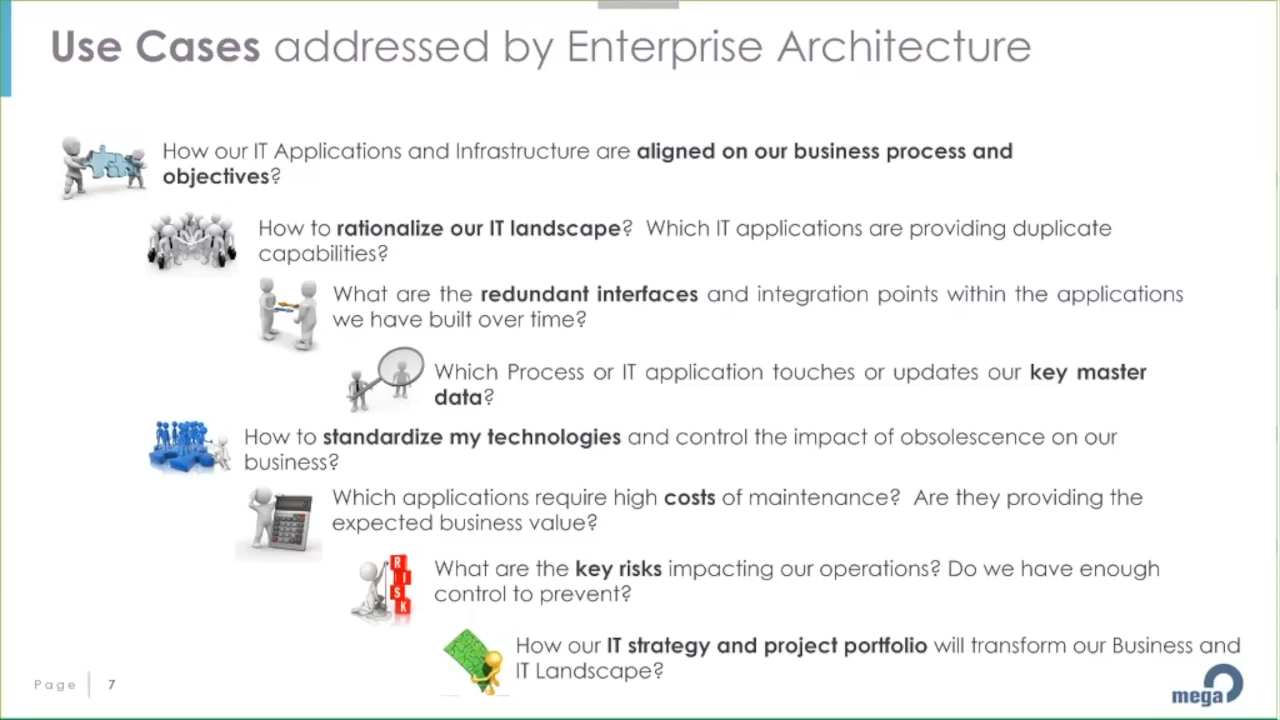 Use Cases addressed by Enterprise Architecture
How our IT Applications and Infrastructure are aligned on our business process and
objectives?
How to rationalize our IT landscape? Which IT applications are providing duplicate
capabilities?
What are the redundant interfaces and integration points within the applications
we have built over time?
Which Process or IT application touches or updates our key master
data?
How to standardize my technologies and control the impact of obsolescence on our
business?
Which applications require high costs of maintenance? Are they providing the
expected business value?
RISK
What are the key risks impacting our operations? Do we have enough
control to prevent?
How our IT strategy and project portfolio will transform our Business and
IT Landscape?
Page 7
mega